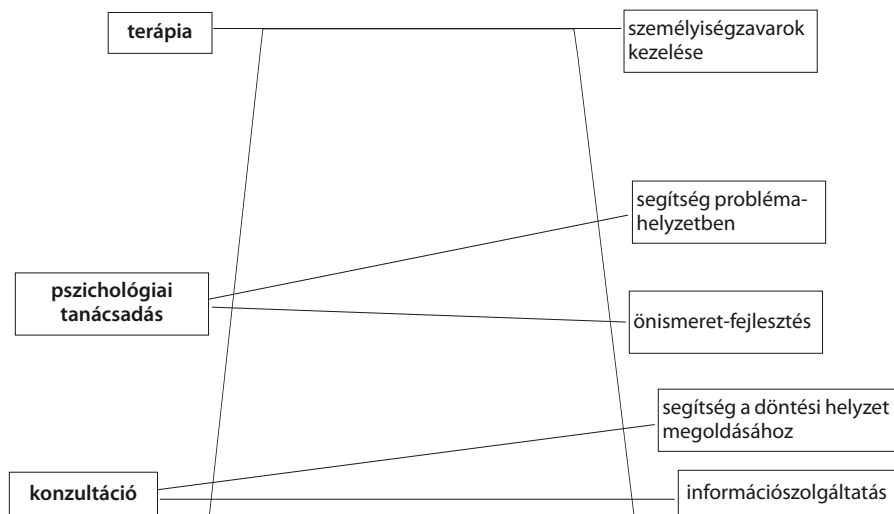 terápia
személyiségzavarok
kezelése
segítség probléma-
helyzetben
pszichológiai
tanácsadás
önismeret-fejlesztés
segítség a döntési helyzet
megoldásához
konzultáció
információszolgáltatás